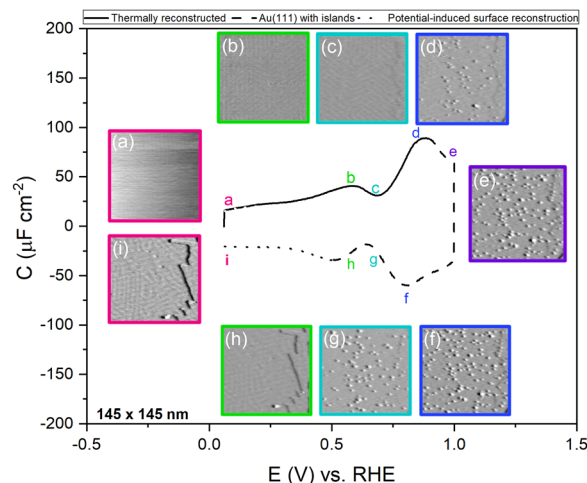 Thermally reconstructed Au(111) with islands Potential-induced surface reconstruction
200
150
100
50
0
-50
-100
-150
-200
C (μF cm-2)
(b) (c) (d)
(a)
(e)
(i)
a b c d e
i h g f
(h) (g) (f)
145 x 145 nm
-0.5 0.0 0.5 1.0 1.5
E (V) vs. RHE